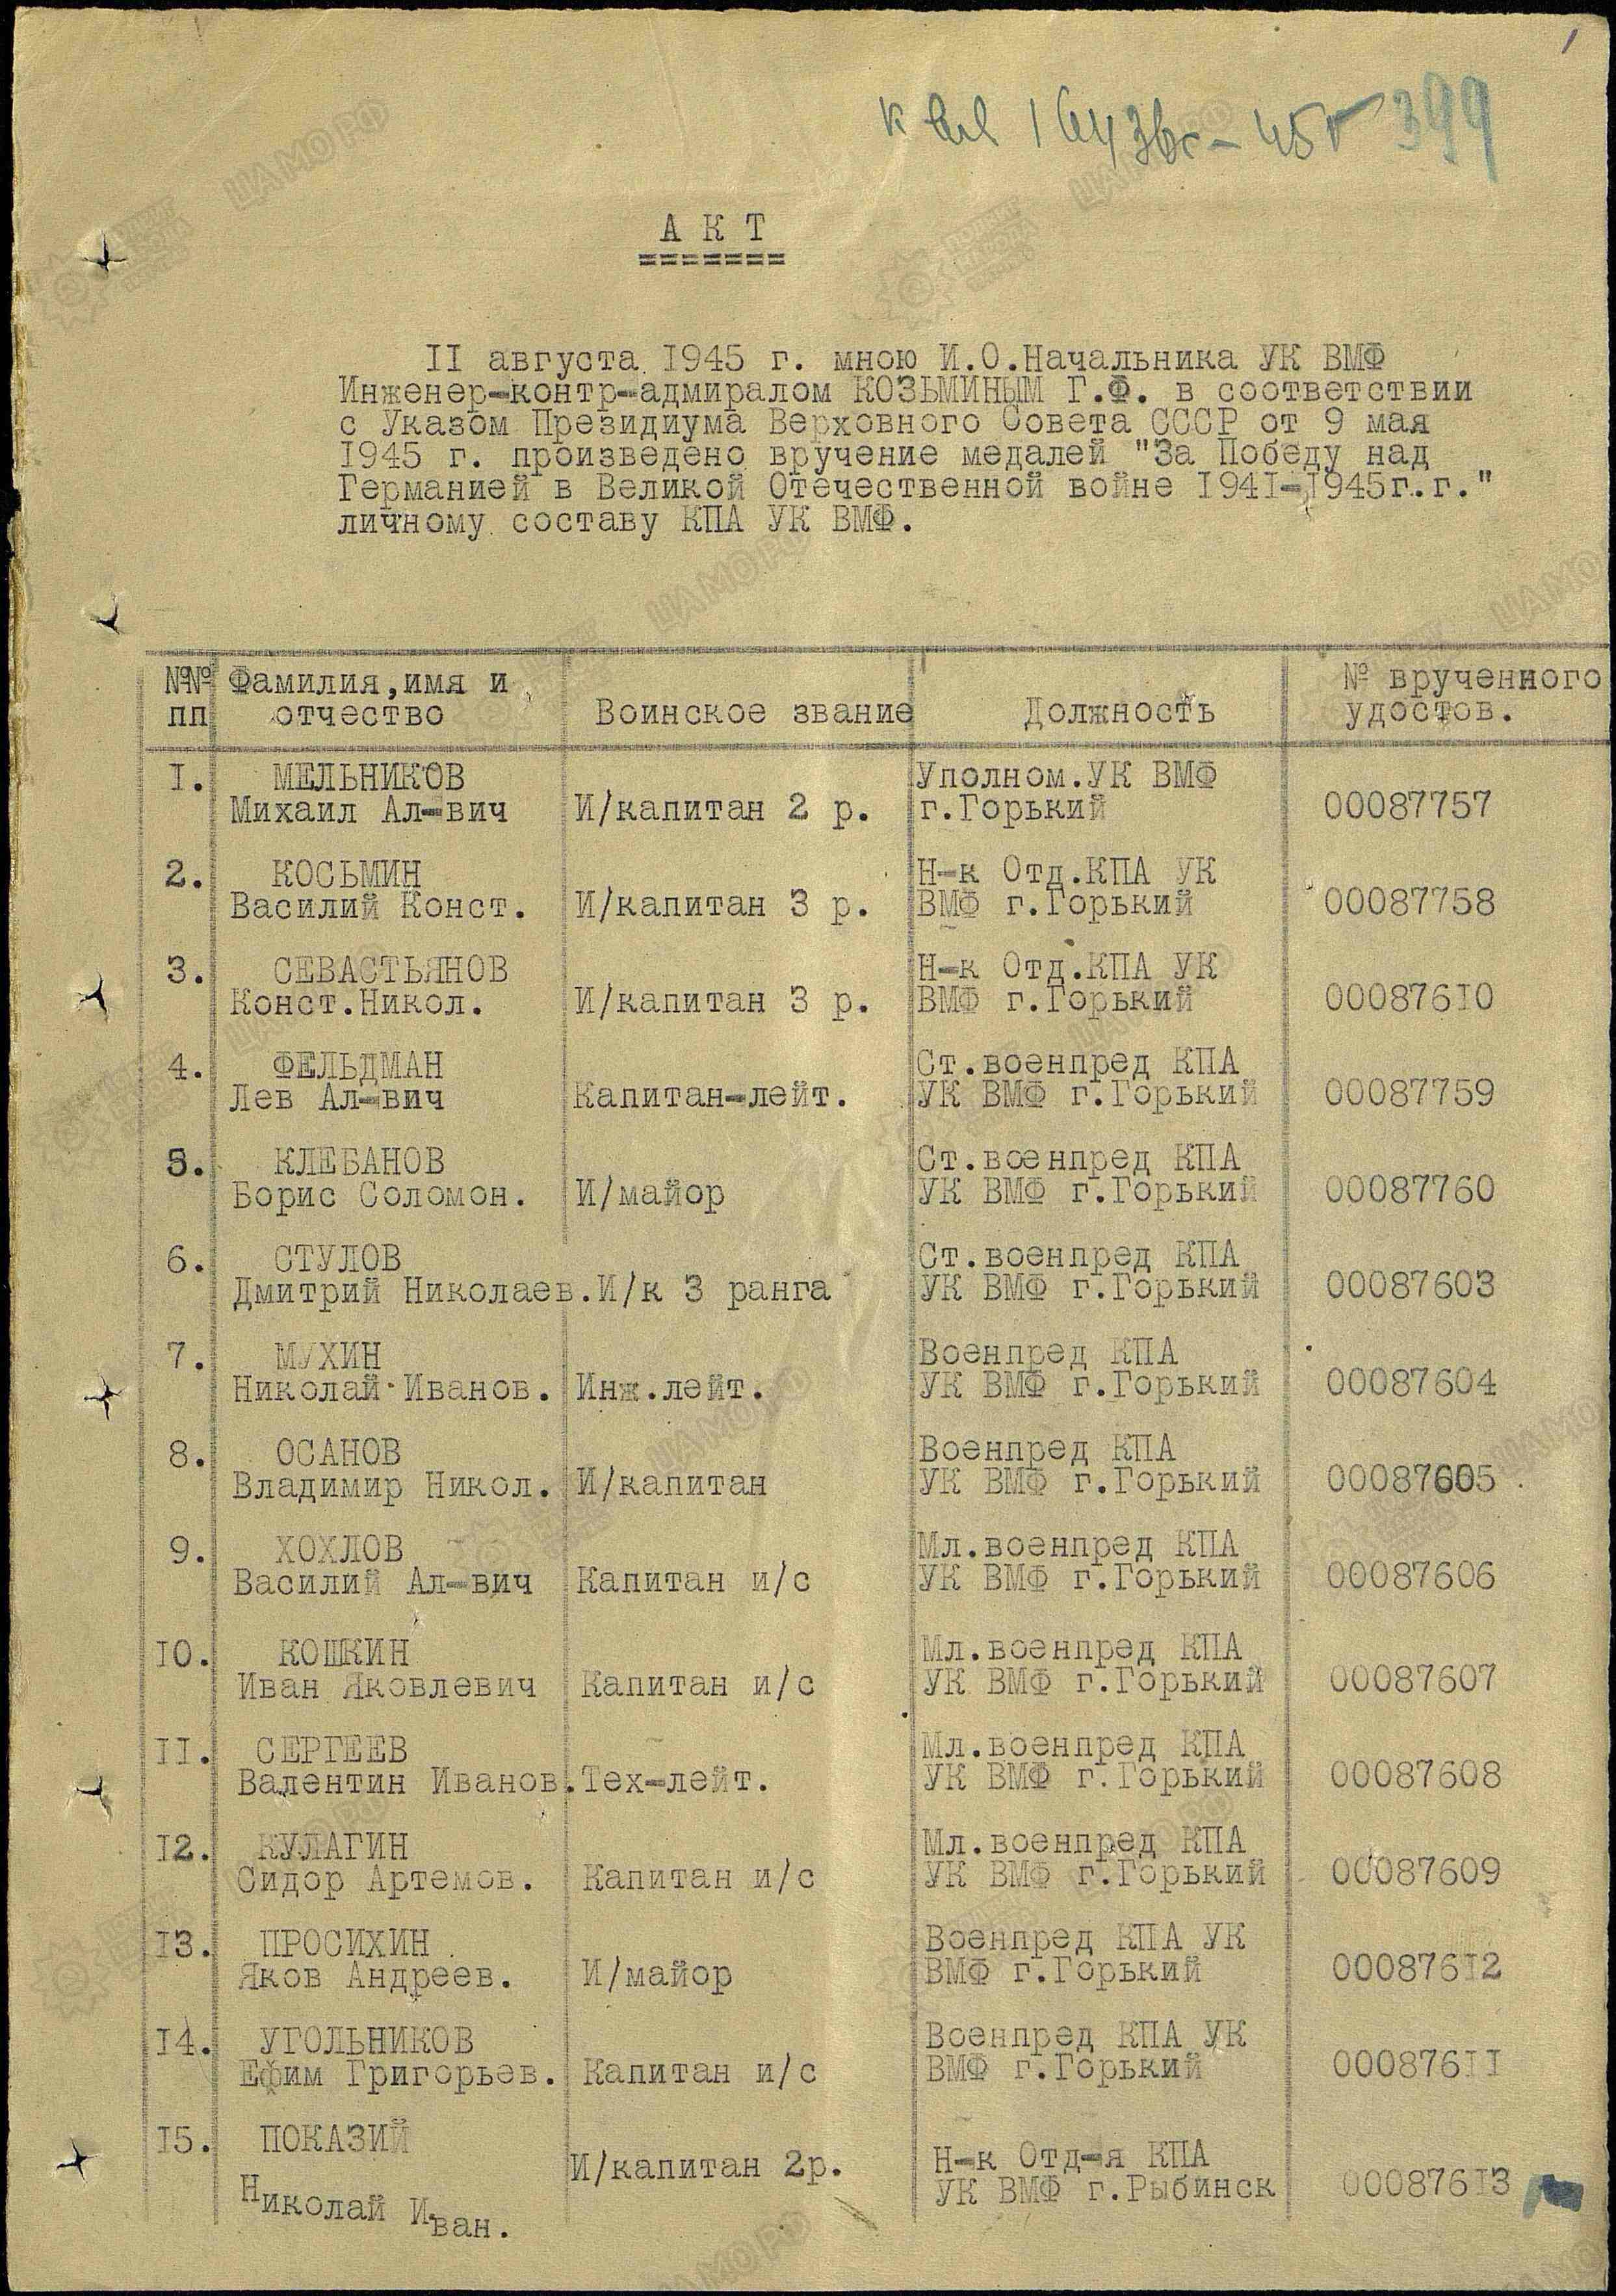 1
399
А К Т
=======
II августа I945 г. мною И.О.Начальника УК ВМФ
Инженер-контр-адмиралом КОЗЬМИНЫМ Г.Ф. в соответствии
с Указом Президиума Верховного Совета СССР от 9 мая
I945 г. произведено вручение медалей "За Победу над
Германией в Великой Отечественной войне I94I-I945г.г."
личному составу КПА УК ВМФ.
№№ Фамилия,имя и № врученного
пп отчество Воинское звание Должность удостов.
I. МЕЛЬНИКОВ Уполном.УК ВМФ
Михаил Ал-вич И/капитан 2 р. г.Горький 00087757
2. КОСЬМИН Н-к Отд.КПА УК
Василий Конст. И/капитан 3 р. ВМФ г.Горький 00087758
3. СЕВАСТЬЯНОВ Н-к Отд.КПА УК
Конст.Никол. И/капитан 3 р. ВМФ г.Горький 000876I0
4. ФЕЛЬДМАН Ст.военпред КПА
Лев Ал-вич Капитан-лейт. УК ВМФ г.Горький 00087759
5. КЛЕБАНОВ Ст.военпред КПА
Борис Соломон. И/майор УК ВМФ г.Горький 00087760
6. СТУЛОВ Ст.военпред КПА
Дмитрий Николаев. И/к 3 ранга УК ВМФ г.Горький 00087603
7. МУХИН Военпред КПА
Николай Иванов. Инж.лейт. УК ВМФ г.Горький 00087604
8. ОСАНОВ Военпред КПА
Владимир Никол. И/капитан УК ВМФ г.Горький 00087605
9. ХОХЛОВ Мл.военпред КПА
Василий Ал-вич Капитан и/с УК ВМФ г.Горький 00087606
I0. КОШКИН Мл.военпред КПА
Иван Яковлевич Капитан и/с УК ВМФ г.Горький 00087607
II. СЕРГЕЕВ Мл.военпред КПА
Валентин Иванов. Тех-лейт. УК ВМФ г.Горький 00087608
I2. КУЛАГИН Мл.военпред КПА
Сидор Артемов. Капитан и/с УК ВМФ г.Горький 00087609
I3. ПРОСИХИН Военпред КПА УК
Яков Андреев. И/майор ВМФ г.Горький 000876I2
I4. УГОЛЬНИКОВ Военпред КПА УК
Ефим Григорьев. Капитан и/с ВМФ г.Горький 000876II
I5. ПОКАЗИЙ Н-к Отд-я КПА
Николай Иван. И/капитан 2р. УК ВМФ г.Рыбинск 000876I3